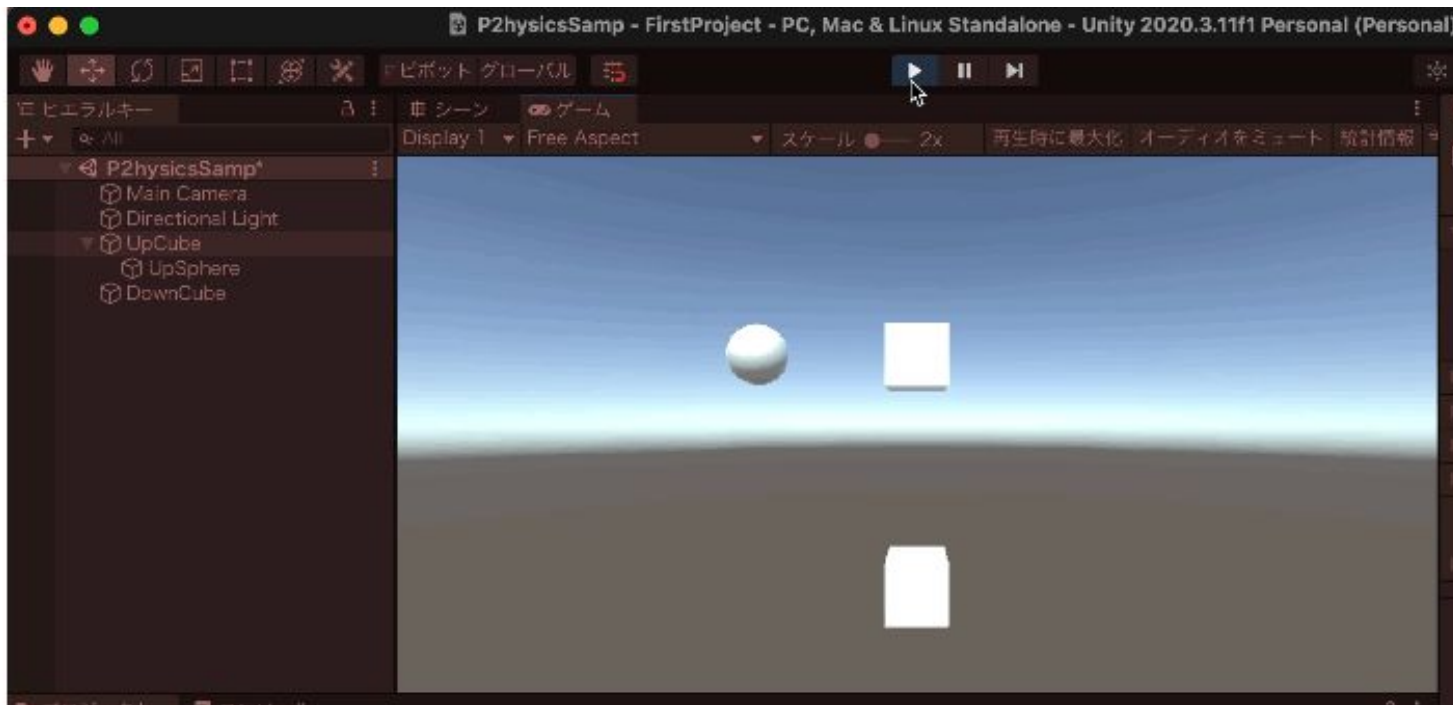 P2hysicsSamp - FirstProject - PC, Mac & Linux Standalone - Unity 2020.3.11f1 Personal (Personal)
ピボット グローバル
ヒエラルキー
シーン ゲーム
All
Display 1 Free Aspect スケール 2x 再生時に最大化 オーディオをミュート 統計情報
P2hysicsSamp*
Main Camera
Directional Light
UpCube
UpSphere
DownCube